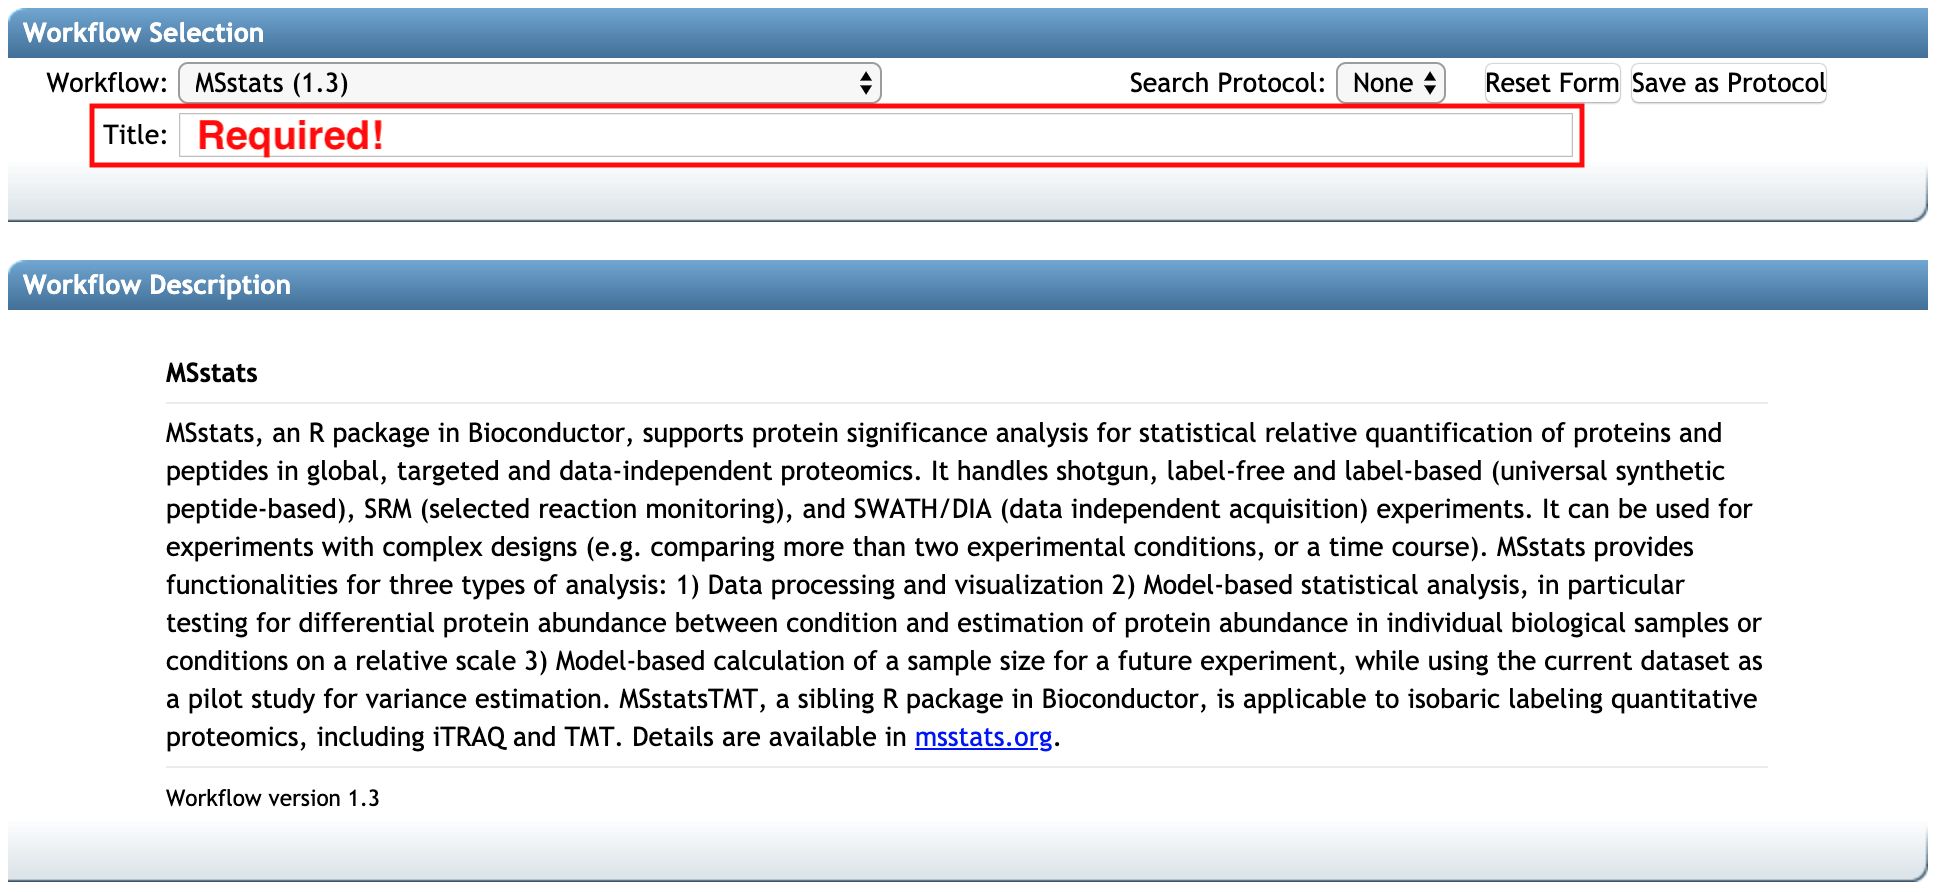 Workflow Selection
Workflow: MSstats (1.3) Search Protocol: None Reset Form Save as Protocol
Title: Required!
Workflow Description
MSstats
MSstats, an R package in Bioconductor, supports protein significance analysis for statistical relative quantification of proteins and
peptides in global, targeted and data-independent proteomics. It handles shotgun, label-free and label-based (universal synthetic
peptide-based), SRM (selected reaction monitoring), and SWATH/DIA (data independent acquisition) experiments. It can be used for
experiments with complex designs (e.g. comparing more than two experimental conditions, or a time course). MSstats provides
functionalities for three types of analysis: 1) Data processing and visualization 2) Model-based statistical analysis, in particular
testing for differential protein abundance between condition and estimation of protein abundance in individual biological samples or
conditions on a relative scale 3) Model-based calculation of a sample size for a future experiment, while using the current dataset as
a pilot study for variance estimation. MSstatsTMT, a sibling R package in Bioconductor, is applicable to isobaric labeling quantitative
proteomics, including iTRAQ and TMT. Details are available in msstats.org.
Workflow version 1.3